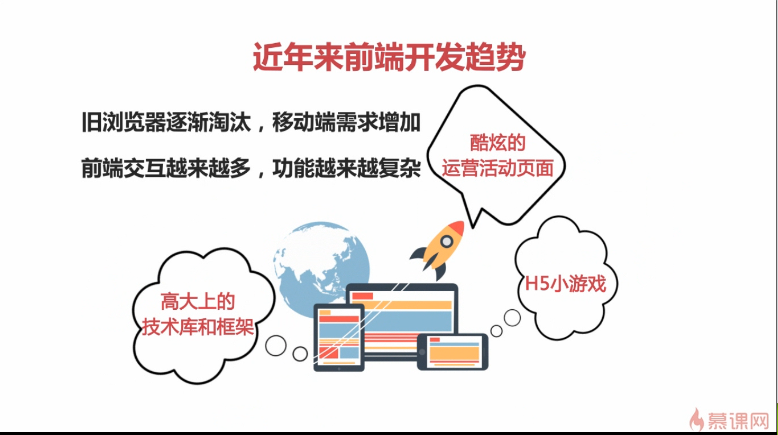 近年来前端开发趋势
旧浏览器逐渐淘汰，移动端需求增加
前端交互越来越多，功能越来越复杂
酷炫的
运营活动页面
高大上的
技术库和框架
H5小游戏
慕课网